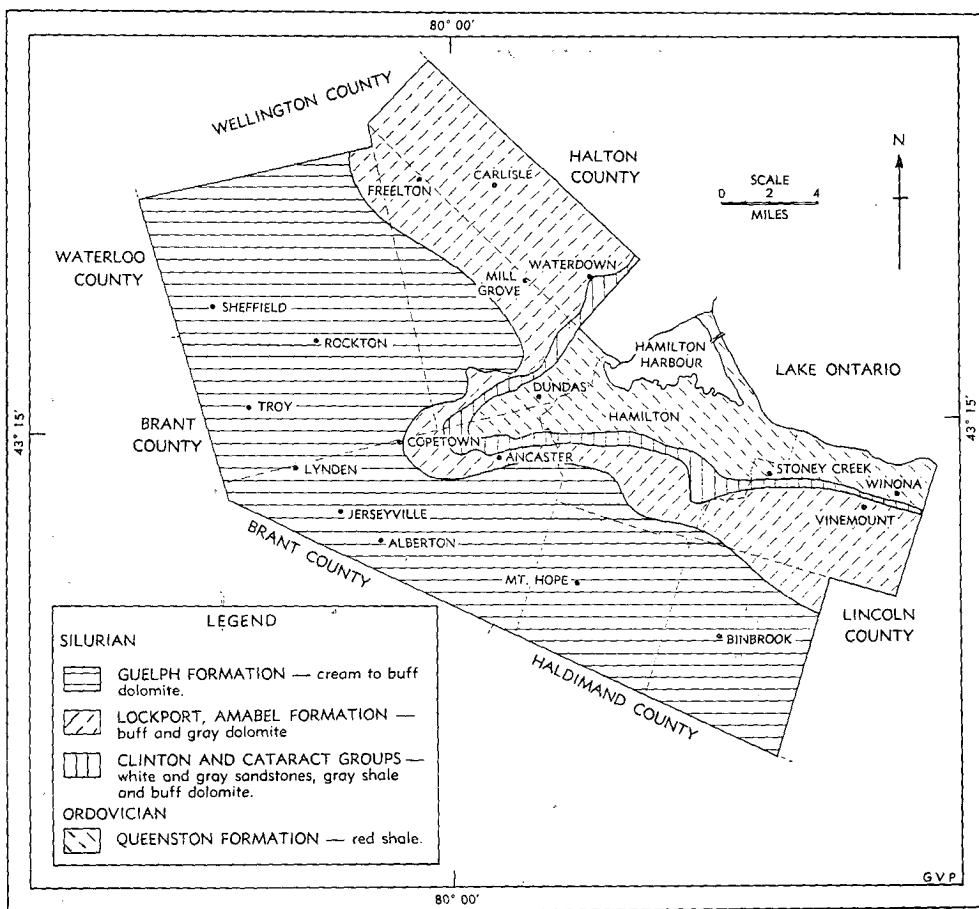 80° 00'
WELLINGTON COUNTY
HALTON
COUNTY
N
SCALE
0 2 4
MILES
CARLISLE
FREELTON
WATERLOO
COUNTY
WATERDOWN
MILL
GROVE
SHEFFIELD
ROCKTON
HAMILTON
HARBOUR
LAKE ONTARIO
DUNDAS
TROY
HAMILTON
43° 15'
43° 15'
BRANT
COUNTY
COPETOWN
ANCASTER
LYNDEN
STONEY CREEK
WINONA
VINEMOUNT
JERSEYVILLE
ALBERTON
BRANT COUNTY
MT. HOPE
BINBROOK
LINCOLN
COUNTY
HALDIMAND COUNTY
LEGEND
SILURIAN
GUELPH FORMATION — cream to buff
dolomite.
LOCKPORT, AMABEL FORMATION —
buff and gray dolomite
CLINTON AND CATARACT GROUPS —
white and gray sandstones, gray shale
and buff dolomite.
ORDOVICIAN
QUEENSTON FORMATION — red shale.
G V P
80° 00'